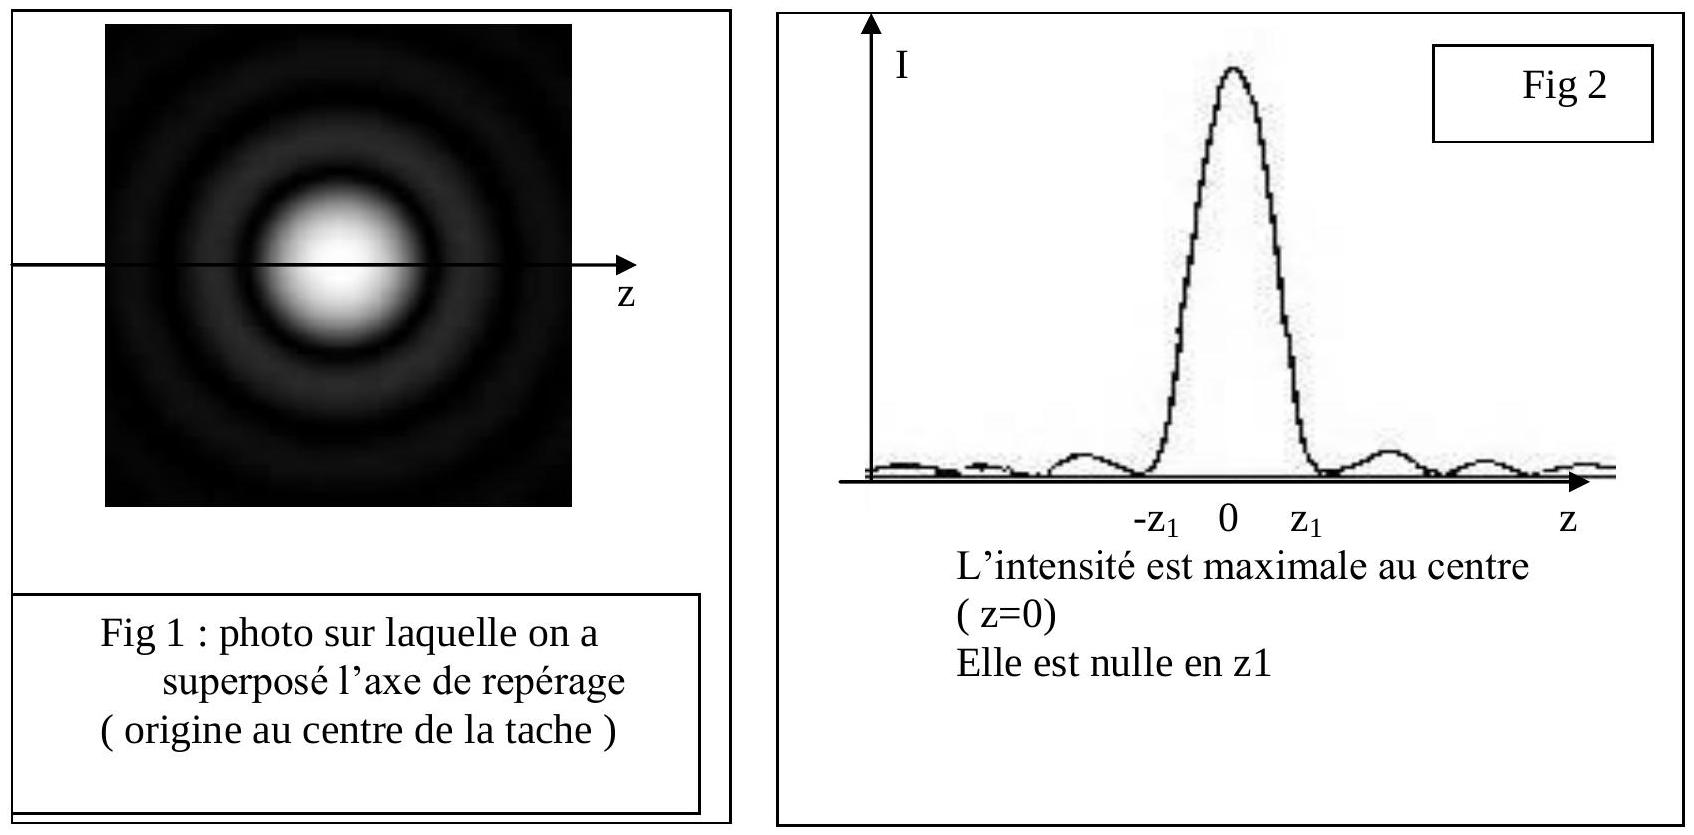 z
Fig 1 : photo sur laquelle on a
superposé l’axe de repérage
( origine au centre de la tache )
I
Fig 2
-z₁ 0 z₁ z
L’intensité est maximale au centre
( z=0)
Elle est nulle en z1